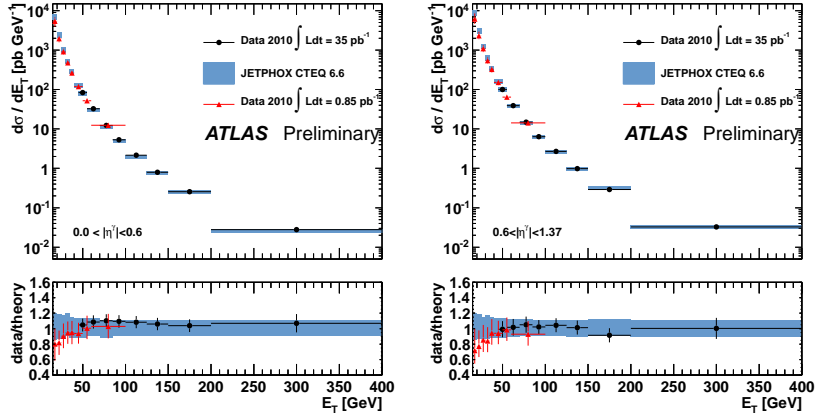 dσ / dE_T [pb GeV⁻¹]
10⁴
10³
10²
10
1
10⁻¹
10⁻²
Data 2010 ∫ Ldt = 35 pb⁻¹
JETPHOX CTEQ 6.6
Data 2010 ∫ Ldt = 0.85 pb⁻¹
ATLAS Preliminary
0.0 < |η^γ|<0.6
data/theory
1.6
1.4
1.2
1
0.8
0.6
0.4
50 100 150 200 250 300 350 400
E_T [GeV]
dσ / dE_T [pb GeV⁻¹]
10⁴
10³
10²
10
1
10⁻¹
10⁻²
Data 2010 ∫ Ldt = 35 pb⁻¹
JETPHOX CTEQ 6.6
Data 2010 ∫ Ldt = 0.85 pb⁻¹
ATLAS Preliminary
0.6<|η^γ|<1.37
data/theory
1.6
1.4
1.2
1
0.8
0.6
0.4
50 100 150 200 250 300 350 400
E_T [GeV]